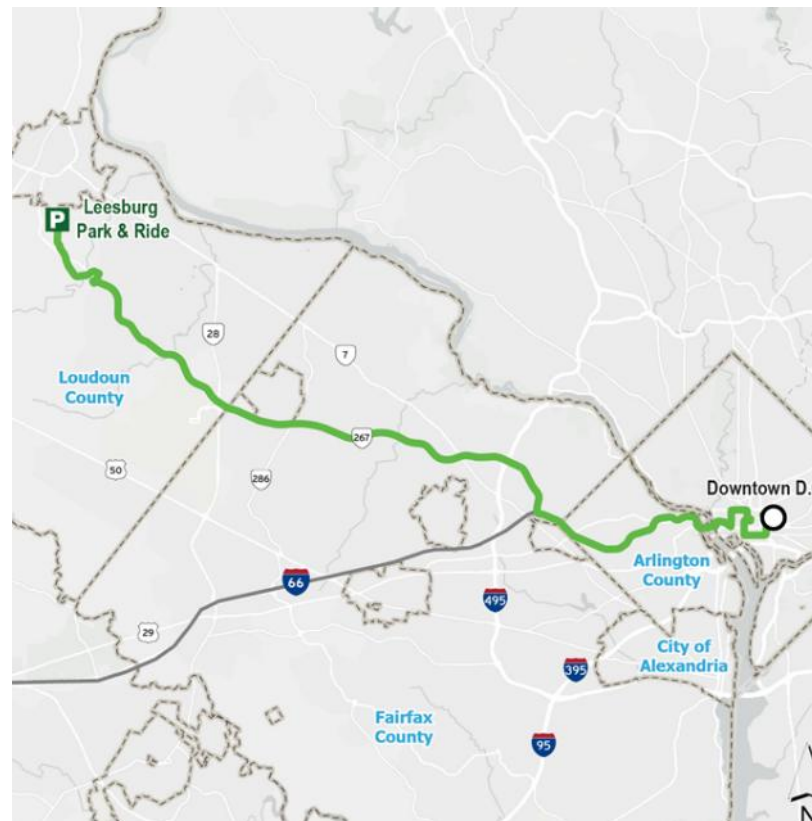 P
Leesburg
Park & Ride
28
7
Loudoun
County
267
50
286
Downtown D.
Arlington
County
66
495
City of
Alexandria
29
395
Fairfax
County
95
N